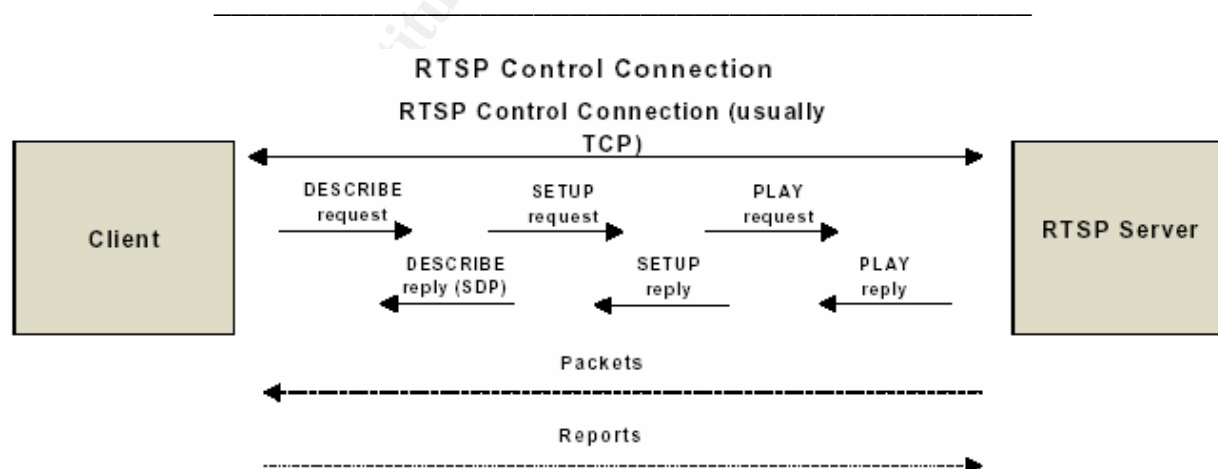 RTSP Control Connection
RTSP Control Connection (usually
TCP)
DESCRIBE
request
SETUP
request
PLAY
request
Client
RTSP Server
DESCRIBE
reply (SDP)
SETUP
reply
PLAY
reply
Packets
Reports